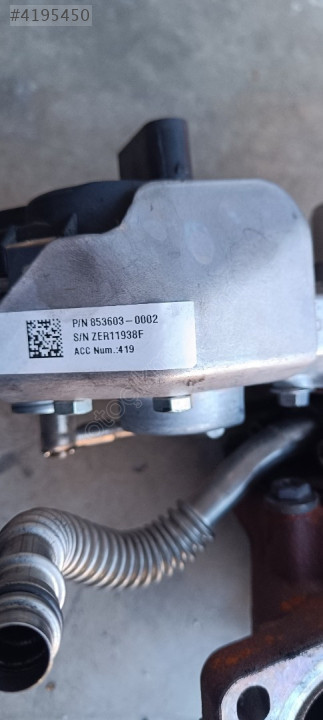 #4195450
P/N 853603-0002
S/N ZER11938F
ACC Num.:419